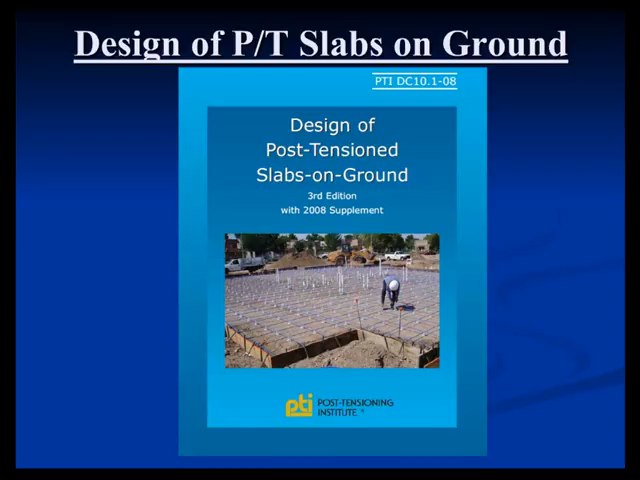 Design of P/T Slabs on Ground
PTI DC10.1-08
Design of
Post-Tensioned
Slabs-on-Ground
3rd Edition
with 2008 Supplement
pti POST-TENSIONING
INSTITUTE